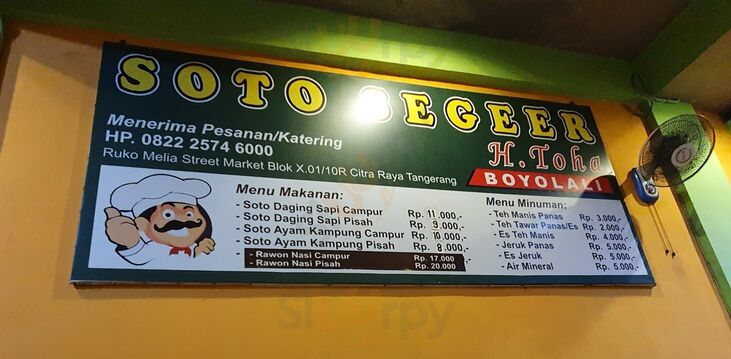 SOTO SEGEER
H. Toha
BOYOLALI
Menerima Pesanan/Katering
HP. 0822 2574 6000
Ruko Melia Street Market Blok X.01/10R Citra Raya Tangerang
Menu Makanan:
- Soto Daging Sapi Campur Rp. 11.000,-
- Soto Daging Sapi Pisah Rp. 9.000,-
- Soto Ayam Kampung Campur Rp. 10.000,-
- Soto Ayam Kampung Pisah Rp. 8.000,-
- Rawon Nasi Campur Rp. 17.000
- Rawon Nasi Pisah Rp. 20.000
Menu Minuman:
- Teh Manis Panas Rp. 3.000,-
- Teh Tawar Panas/Es Rp. 2.000,-
- Es Teh Manis Rp. 4.000,-
- Jeruk Panas Rp. 5.000,-
- Es Jeruk Rp. 5.000,-
- Air Mineral Rp. 5.000,-